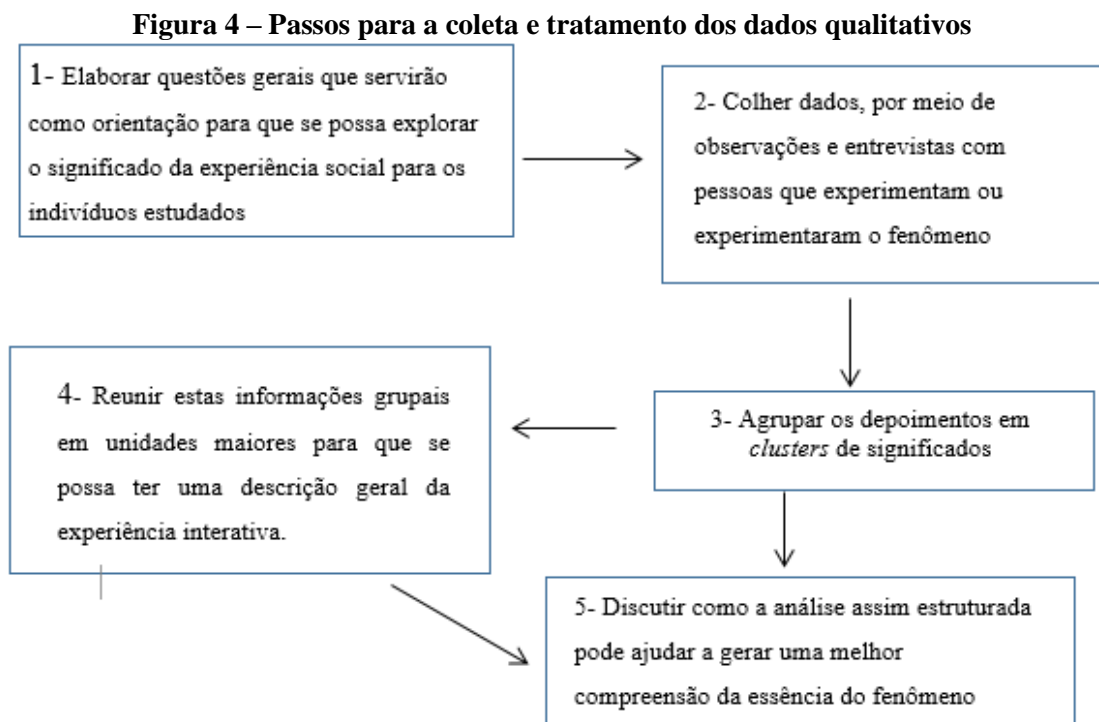 Figura 4 – Passos para a coleta e tratamento dos dados qualitativos
1- Elaborar questões gerais que servirão
como orientação para que se possa explorar
o significado da experiência social para os
indivíduos estudados
2- Colher dados, por meio de
observações e entrevistas com
pessoas que experimentam ou
experimentaram o fenômeno
3- Agrupar os depoimentos em
clusters de significados
4- Reunir estas informações grupais
em unidades maiores para que se
possa ter uma descrição geral da
experiência interativa.
5- Discutir como a análise assim estruturada
pode ajudar a gerar uma melhor
compreensão da essência do fenômeno